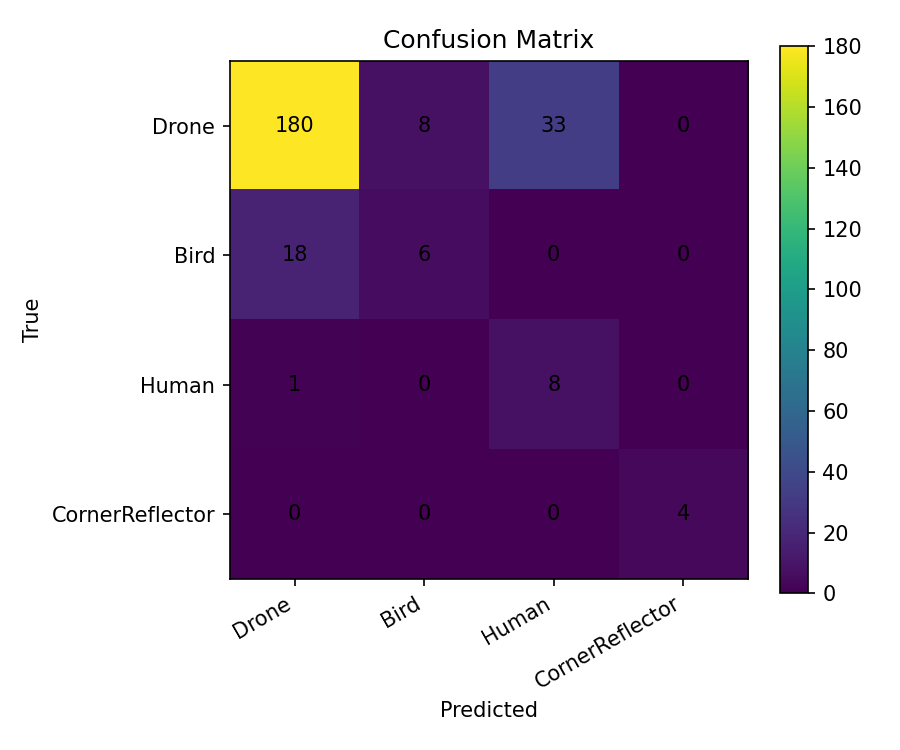 Confusion Matrix
True
Drone 180 8 33 0
Bird 18 6 0 0
Human 1 0 8 0
CornerReflector 0 0 0 4
Drone Bird Human CornerReflector
Predicted
180
160
140
120
100
80
60
40
20
0